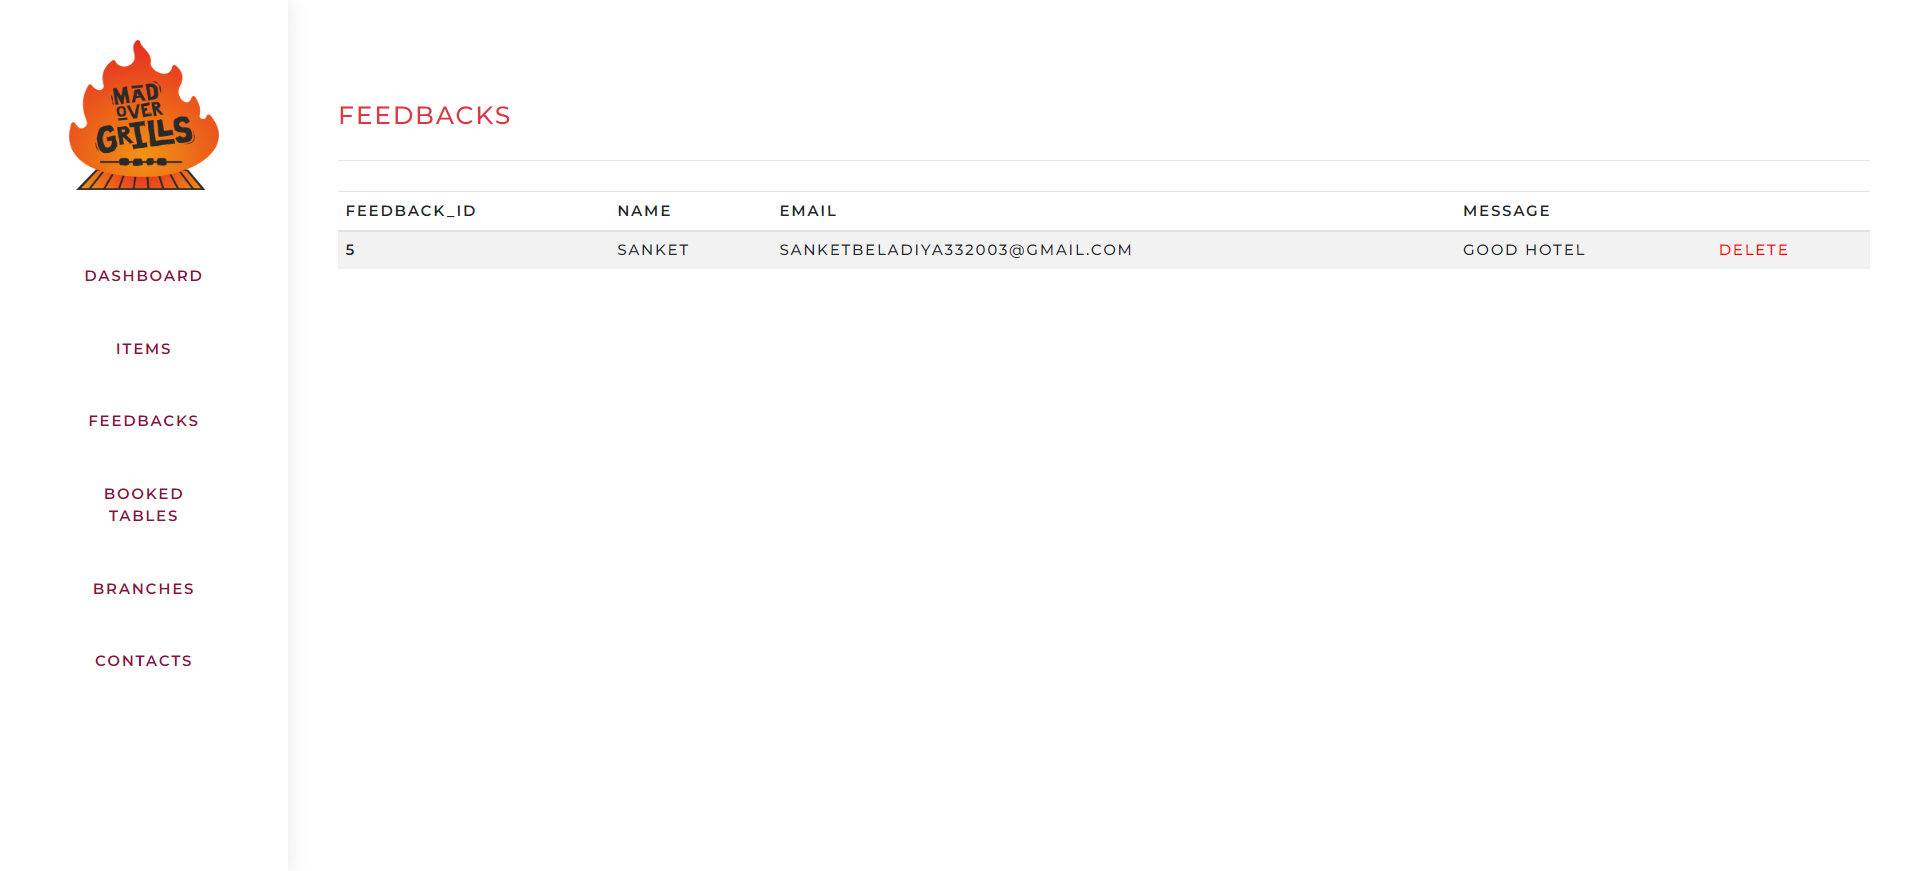 MAD
OVER
GRILLS
DASHBOARD
ITEMS
FEEDBACKS
BOOKED
TABLES
BRANCHES
CONTACTS
FEEDBACKS
FEEDBACK_ID NAME EMAIL MESSAGE
5 SANKET SANKETBELADIYA332003@GMAIL.COM GOOD HOTEL DELETE